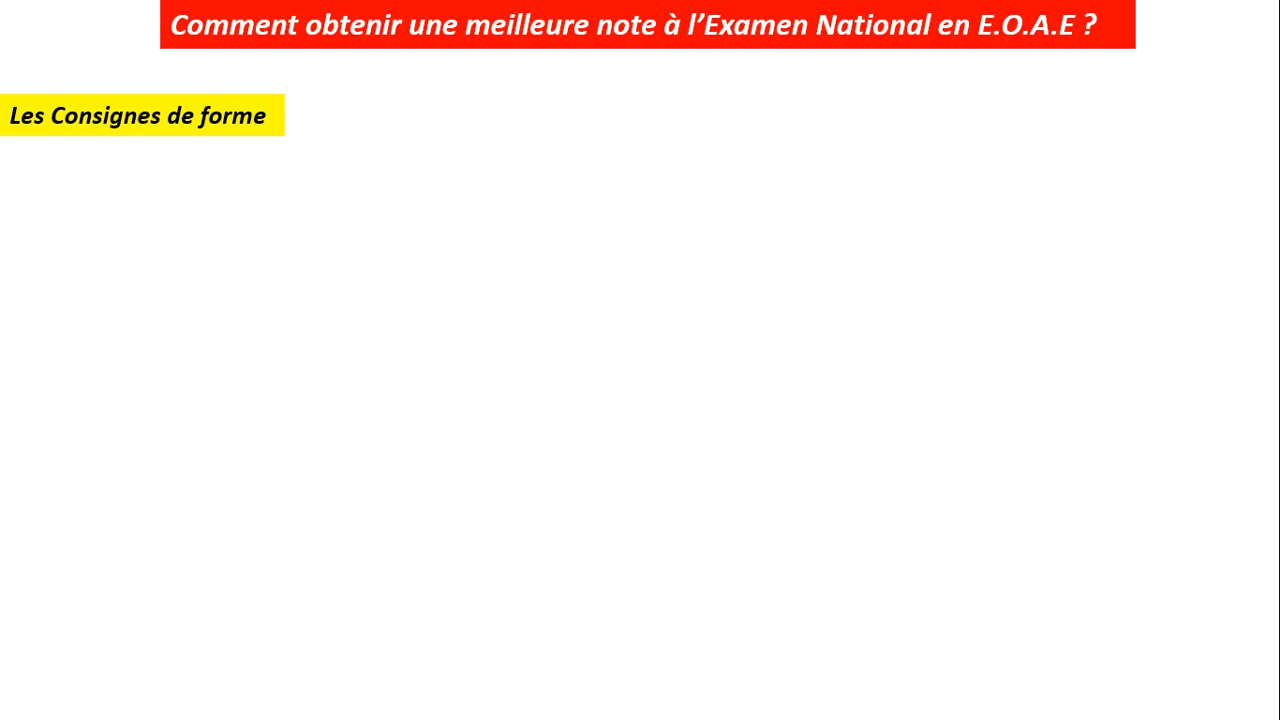 Comment obtenir une meilleure note à l’Examen National en E.O.A.E ?
Les Consignes de forme